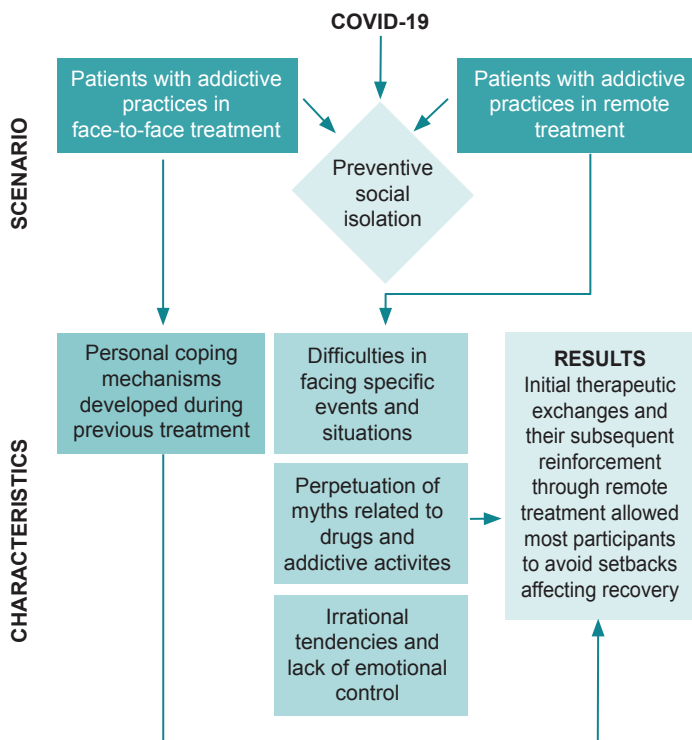 COVID-19
SCENARIO
Patients with addictive
practices in
face-to-face treatment
Patients with addictive
practices in remote
treatment
Preventive
social
isolation
CHARACTERISTICS
Personal coping
mechanisms
developed during
previous treatment
Difficulties in
facing specific
events and
situations
Perpetuation of
myths related to
drugs and
addictive activites
Irrational
tendencies and
lack of emotional
control
RESULTS
Initial therapeutic
exchanges and
their subsequent
reinforcement
through remote
treatment allowed
most participants
to avoid setbacks
affecting recovery